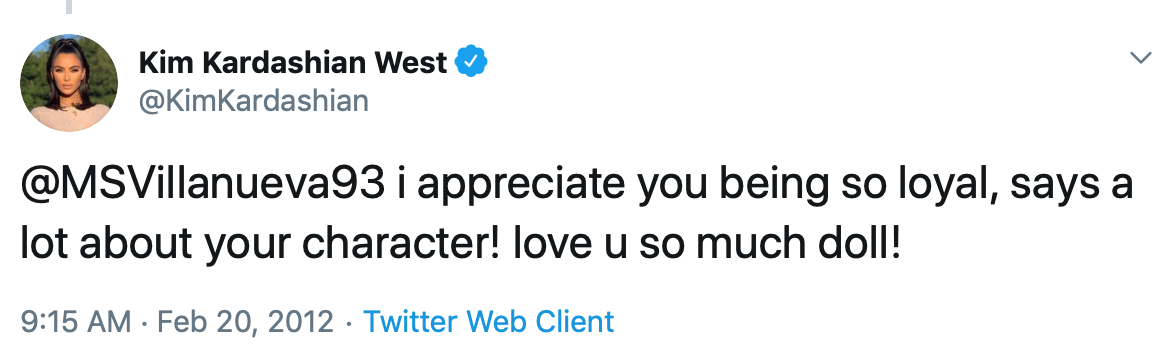 Kim Kardashian West
@KimKardashian
@MSVillanueva93 i appreciate you being so loyal, says a
lot about your character! love u so much doll!
9:15 AM · Feb 20, 2012 · Twitter Web Client